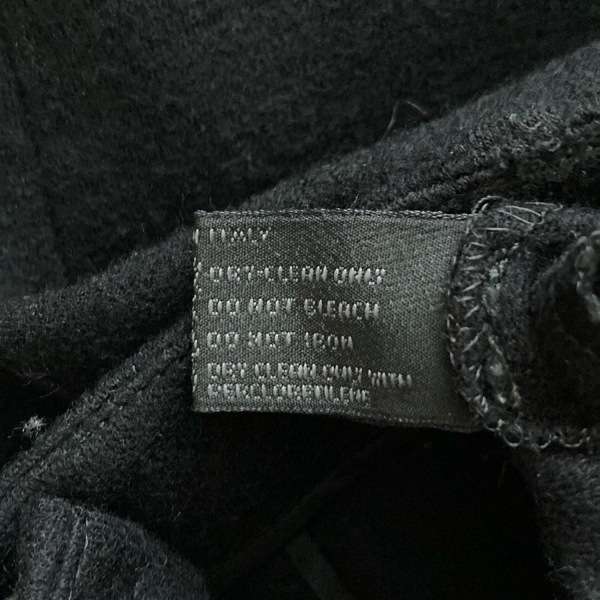 ITALY
DRY-CLEAN ONLY
DO NOT BLEACH
DO NOT IRON
DRY CLEAN ONLY WITH
PERCLORETILENE